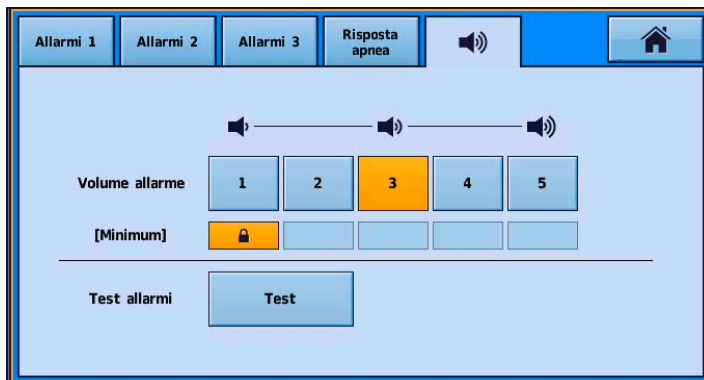 Allarmi 1
Allarmi 2
Allarmi 3
Risposta
apnea
Volume allarme
1
2
3
4
5
[Minimum]
Test allarmi
Test